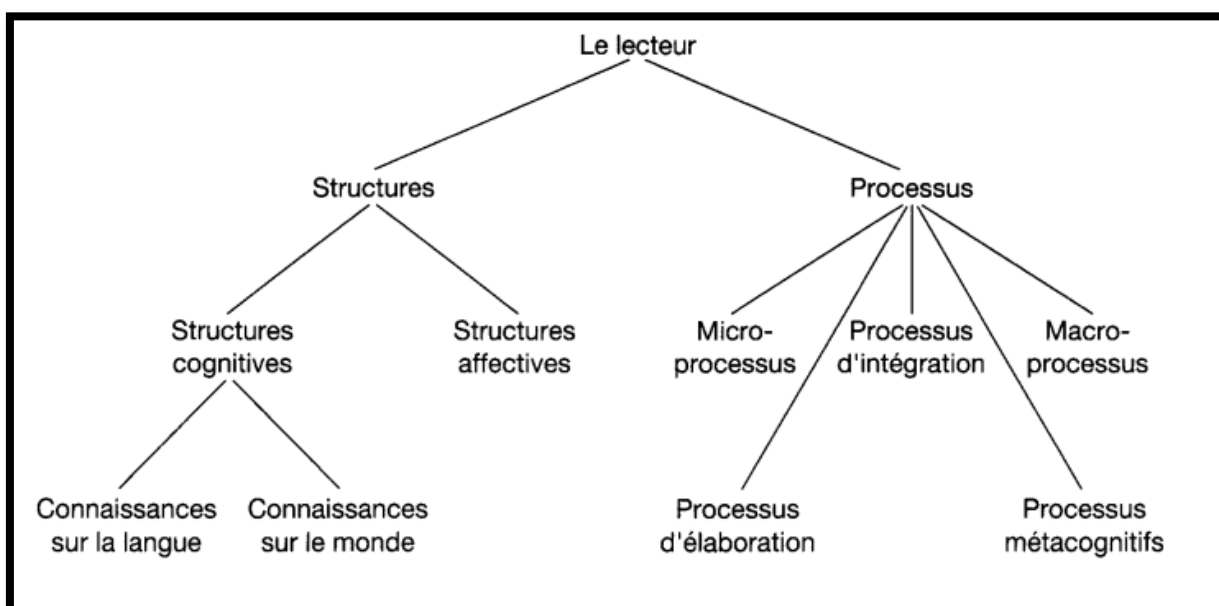 Le lecteur
Structures
Processus
Structures
cognitives
Structures
affectives
Micro-
processus
Processus
d'intégration
Macro-
processus
Connaissances
sur la langue
Connaissances
sur le monde
Processus
d'élaboration
Processus
métacognitifs